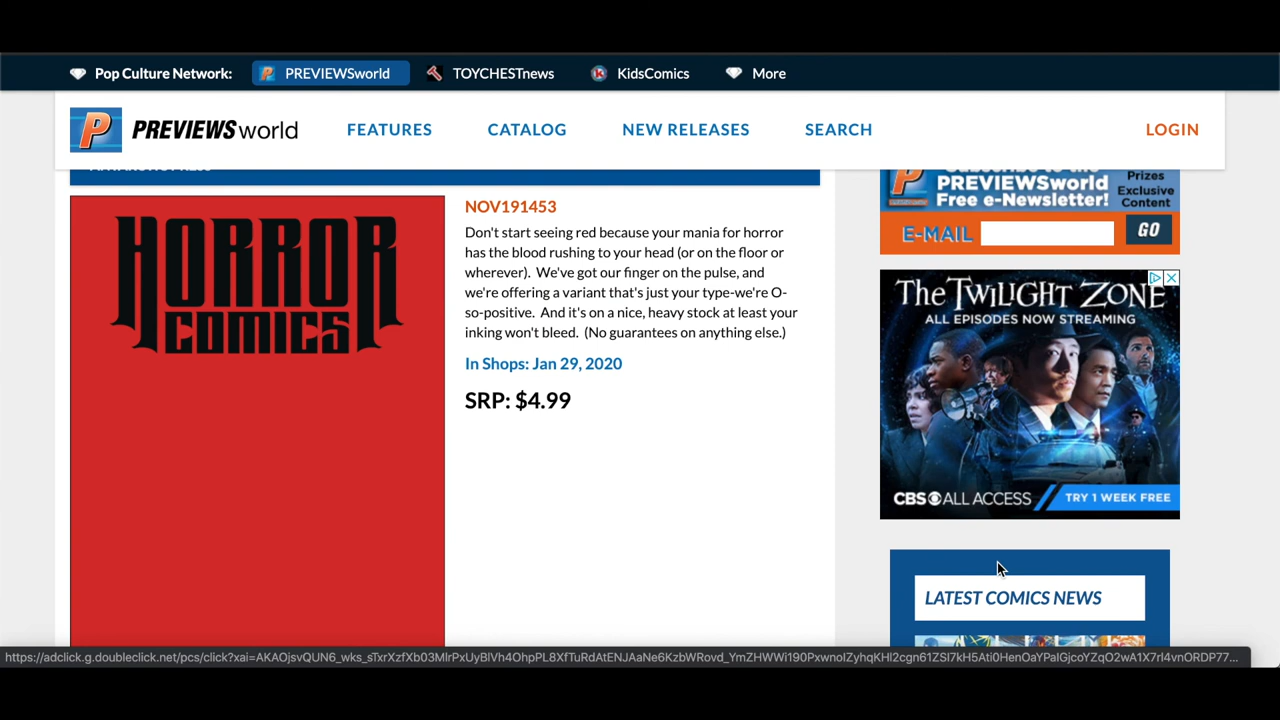 Pop Culture Network:
PREVIEWSworld
TOYCHESTnews
KidsComics
More
PREVIEWSworld
FEATURES
CATALOG
NEW RELEASES
SEARCH
LOGIN
HORROR
COMICS
NOV191453
Don't start seeing red because your mania for horror
has the blood rushing to your head (or on the floor or
wherever). We've got our finger on the pulse, and
we're offering a variant that's just your type-we're O-
so-positive. And it's on a nice, heavy stock at least your
inking won't bleed. (No guarantees on anything else.)
In Shops: Jan 29, 2020
SRP: $4.99
PREVIEWSworld
Free e-Newsletter!
Prizes
Exclusive
Content
E-MAIL
GO
THE TWILIGHT ZONE
ALL EPISODES NOW STREAMING
CBS ALL ACCESS
TRY 1 WEEK FREE
LATEST COMICS NEWS